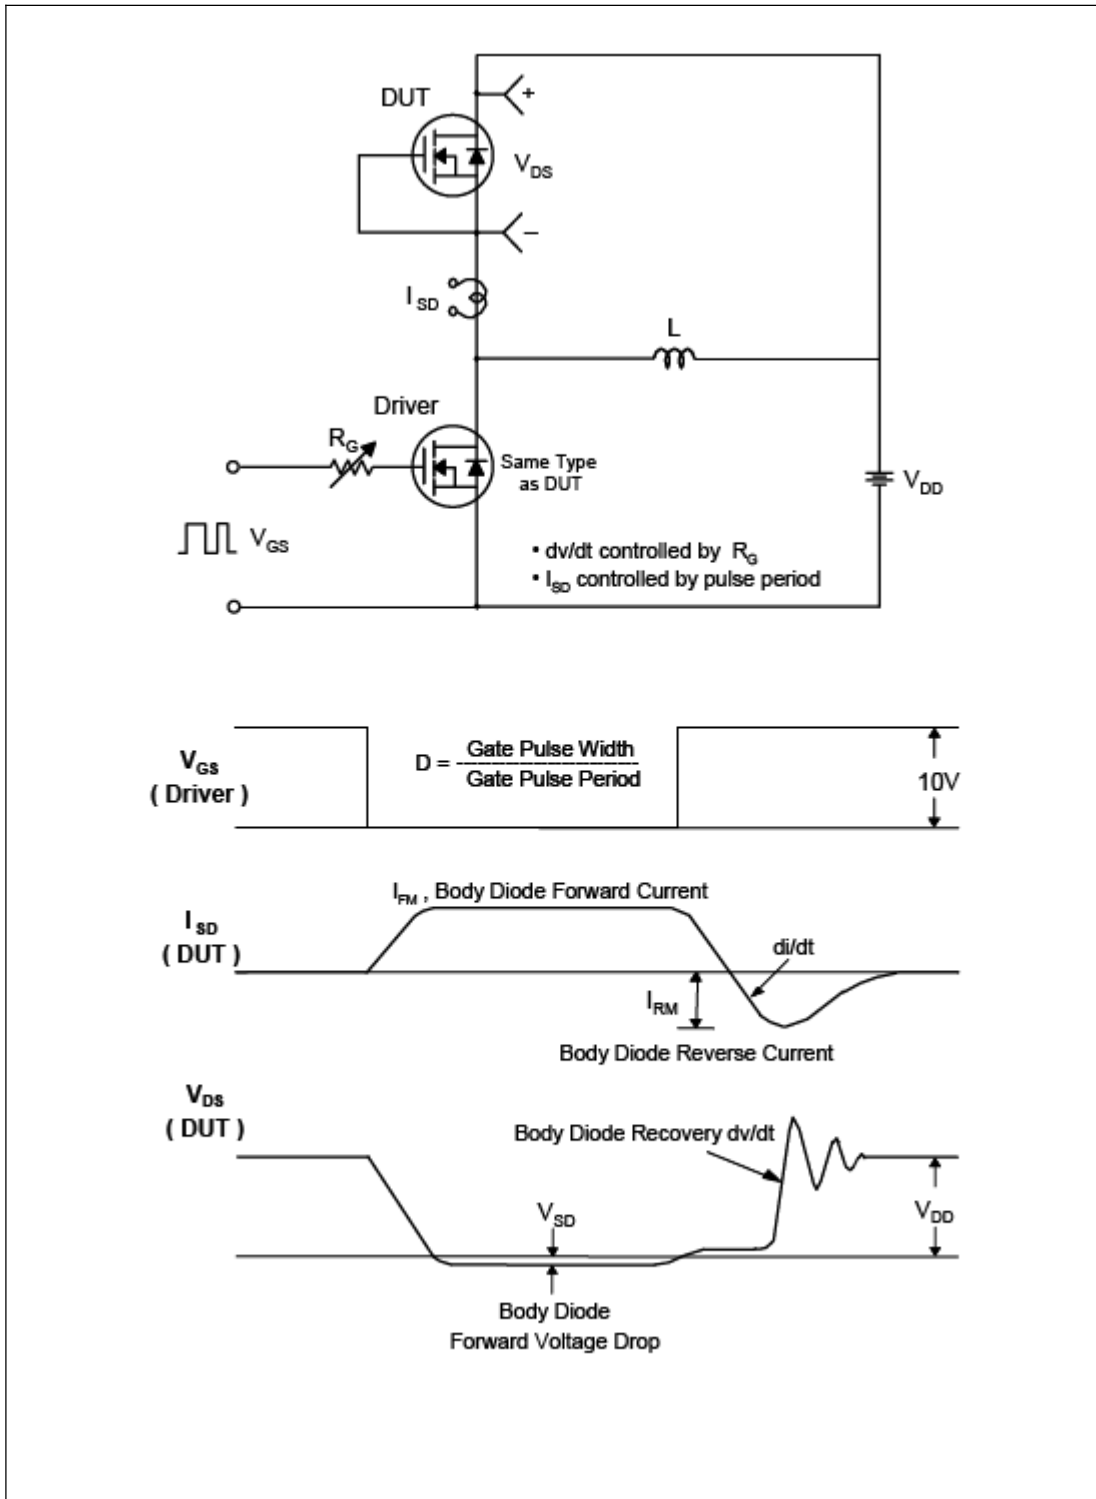 DUT
+
V_DS
–
I_SD
L
Driver
R_G
Same Type
as DUT
V_DD
V_GS
• dv/dt controlled by R_G
• I_SD controlled by pulse period
V_GS
( Driver )
D = Gate Pulse Width
Gate Pulse Period
10V
I_FM , Body Diode Forward Current
I_SD
( DUT )
di/dt
I_RM
Body Diode Reverse Current
V_DS
( DUT )
Body Diode Recovery dv/dt
V_SD
V_DD
Body Diode
Forward Voltage Drop